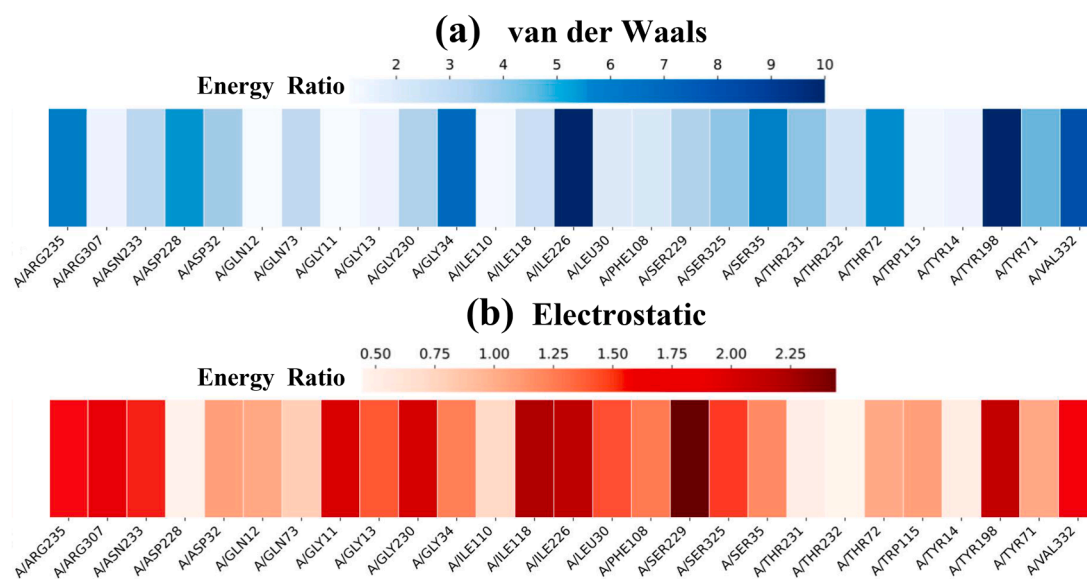 (a) van der Waals
Energy Ratio
2 3 4 5 6 7 8 9 10
A/ARG235 A/ARG307 A/ASN233 A/ASP228 A/ASP32 A/GLN12 A/GLN73 A/GLY11 A/GLY13 A/GLY230 A/GLY34 A/ILE110 A/ILE118 A/ILE226 A/LEU30 A/PHE108 A/SER229 A/SER325 A/SER35 A/THR231 A/THR232 A/THR72 A/TRP115 A/TYR14 A/TYR198 A/TYR71 A/VAL332
(b) Electrostatic
0.50 0.75 1.00 1.25 1.50 1.75 2.00 2.25
Energy Ratio
A/ARG235 A/ARG307 A/ASN233 A/ASP228 A/ASP32 A/GLN12 A/GLN73 A/GLY11 A/GLY13 A/GLY230 A/GLY34 A/ILE110 A/ILE118 A/ILE226 A/LEU30 A/PHE108 A/SER229 A/SER325 A/SER35 A/THR231 A/THR232 A/THR72 A/TRP115 A/TYR14 A/TYR198 A/TYR71 A/VAL332